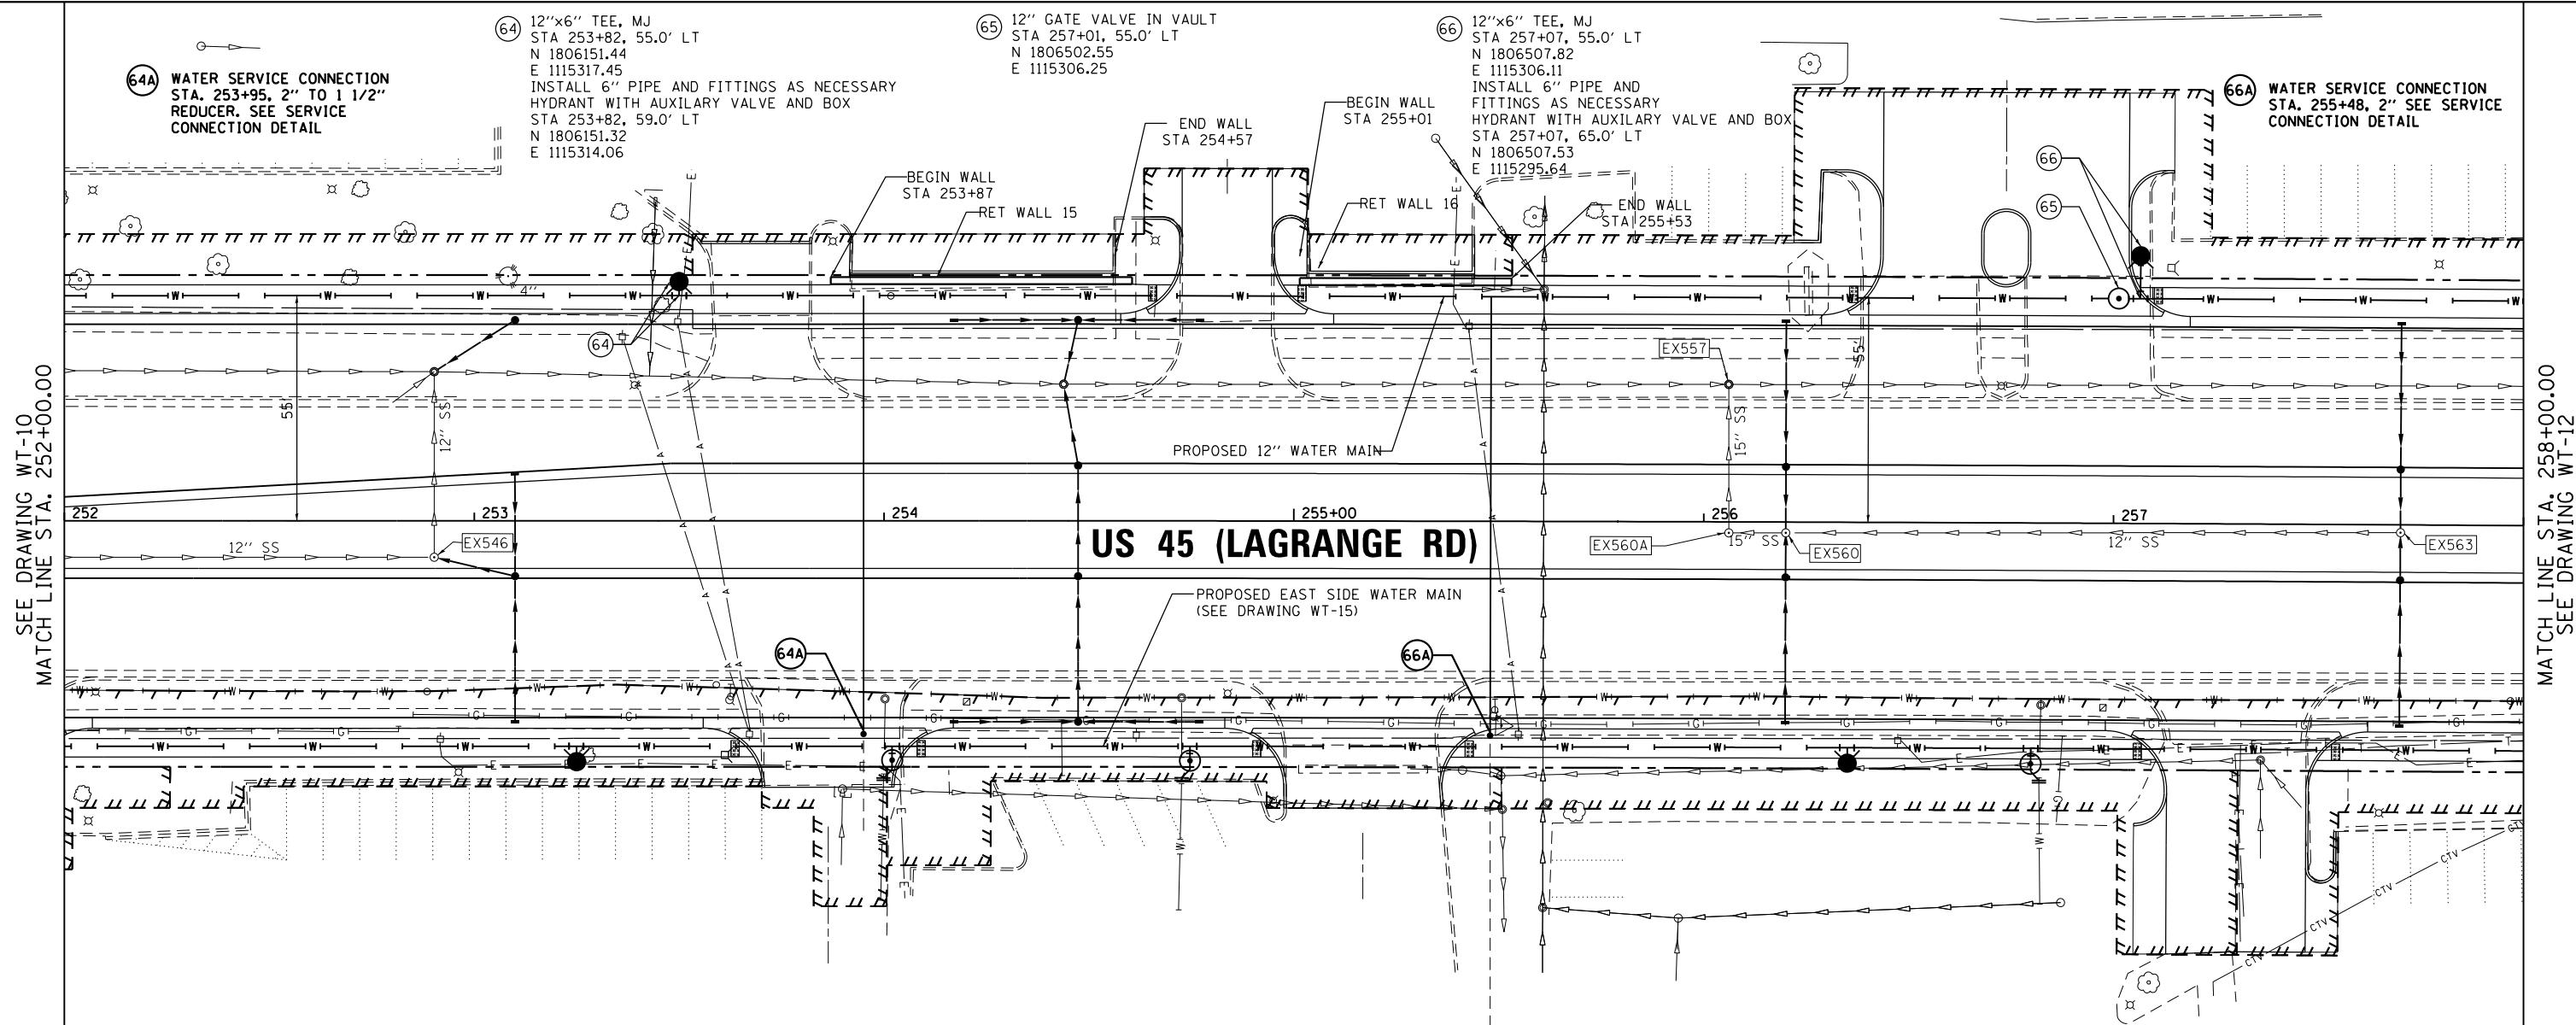 64 12"x6" TEE, MJ
STA 253+82, 55.0' LT
N 1806151.44
E 1115317.45
INSTALL 6" PIPE AND FITTINGS AS NECESSARY
HYDRANT WITH AUXILARY VALVE AND BOX
STA 253+82, 59.0' LT
N 1806151.32
E 1115314.06
65 12" GATE VALVE IN VAULT
STA 257+01, 55.0' LT
N 1806502.55
E 1115306.25
66 12"x6" TEE, MJ
STA 257+07, 55.0' LT
N 1806507.82
E 1115306.11
INSTALL 6" PIPE AND
FITTINGS AS NECESSARY
HYDRANT WITH AUXILARY VALVE AND BOX
STA 257+07, 65.0' LT
N 1806507.53
E 1115295.64
64A WATER SERVICE CONNECTION
STA. 253+95, 2" TO 1 1/2"
REDUCER. SEE SERVICE
CONNECTION DETAIL
66A WATER SERVICE CONNECTION
STA. 255+48, 2" SEE SERVICE
CONNECTION DETAIL
BEGIN WALL
STA 253+87
RET WALL 15
END WALL
STA 254+57
BEGIN WALL
STA 255+01
RET WALL 16
END WALL
STA 255+53
66
65
4"
64
EX557
55'
55'
12" SS
15" SS
PROPOSED 12" WATER MAIN
SEE DRAWING WT-10
MATCH LINE STA. 252+00.00
252
253
254
255+00
256
257
US 45 (LAGRANGE RD)
12" SS
EX546
EX560A
15" SS
EX560
12" SS
EX563
MATCH LINE STA. 258+00.00
SEE DRAWING WT-12
PROPOSED EAST SIDE WATER MAIN
(SEE DRAWING WT-15)
64A
66A
CTV
CTV
CTV
CTV
CTV